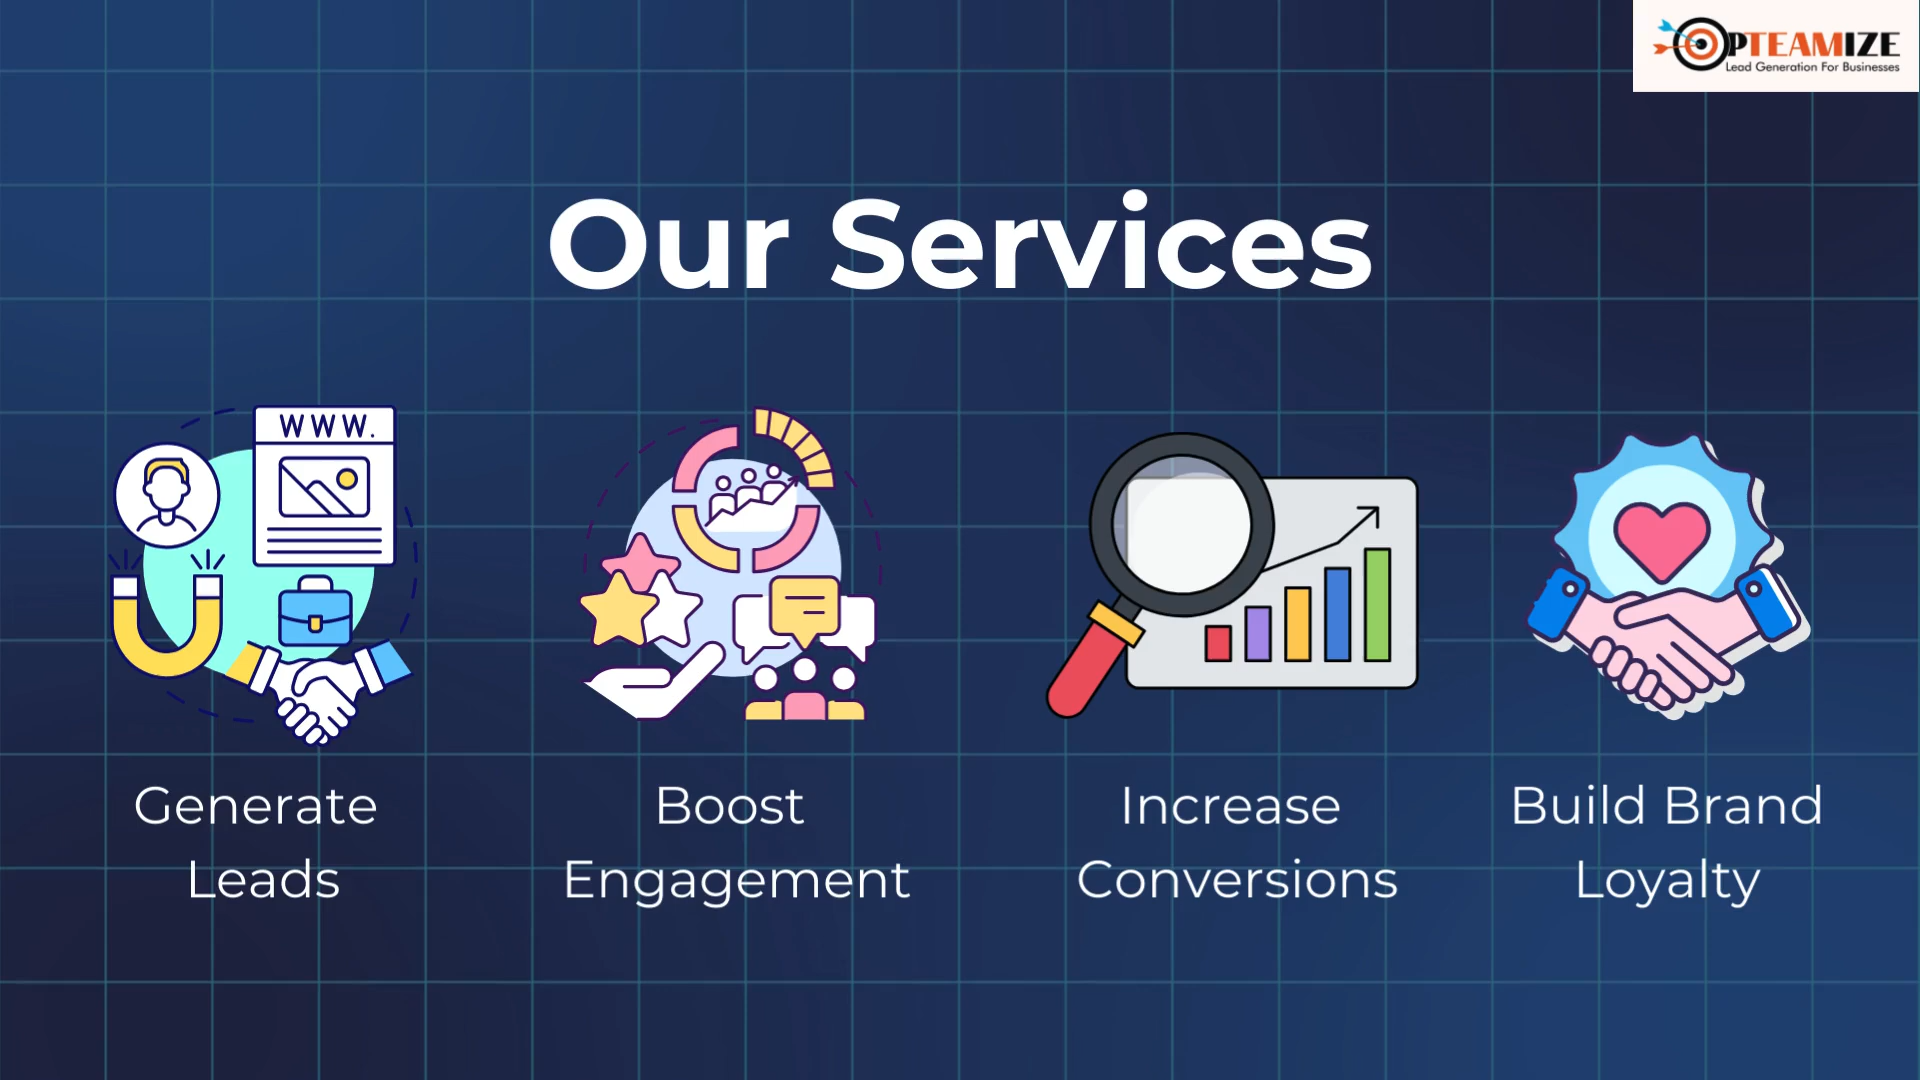 OPTEAMIZE
Lead Generation For Businesses
Our Services
WWW.
Generate
Leads
Boost
Engagement
Increase
Conversions
Build Brand
Loyalty